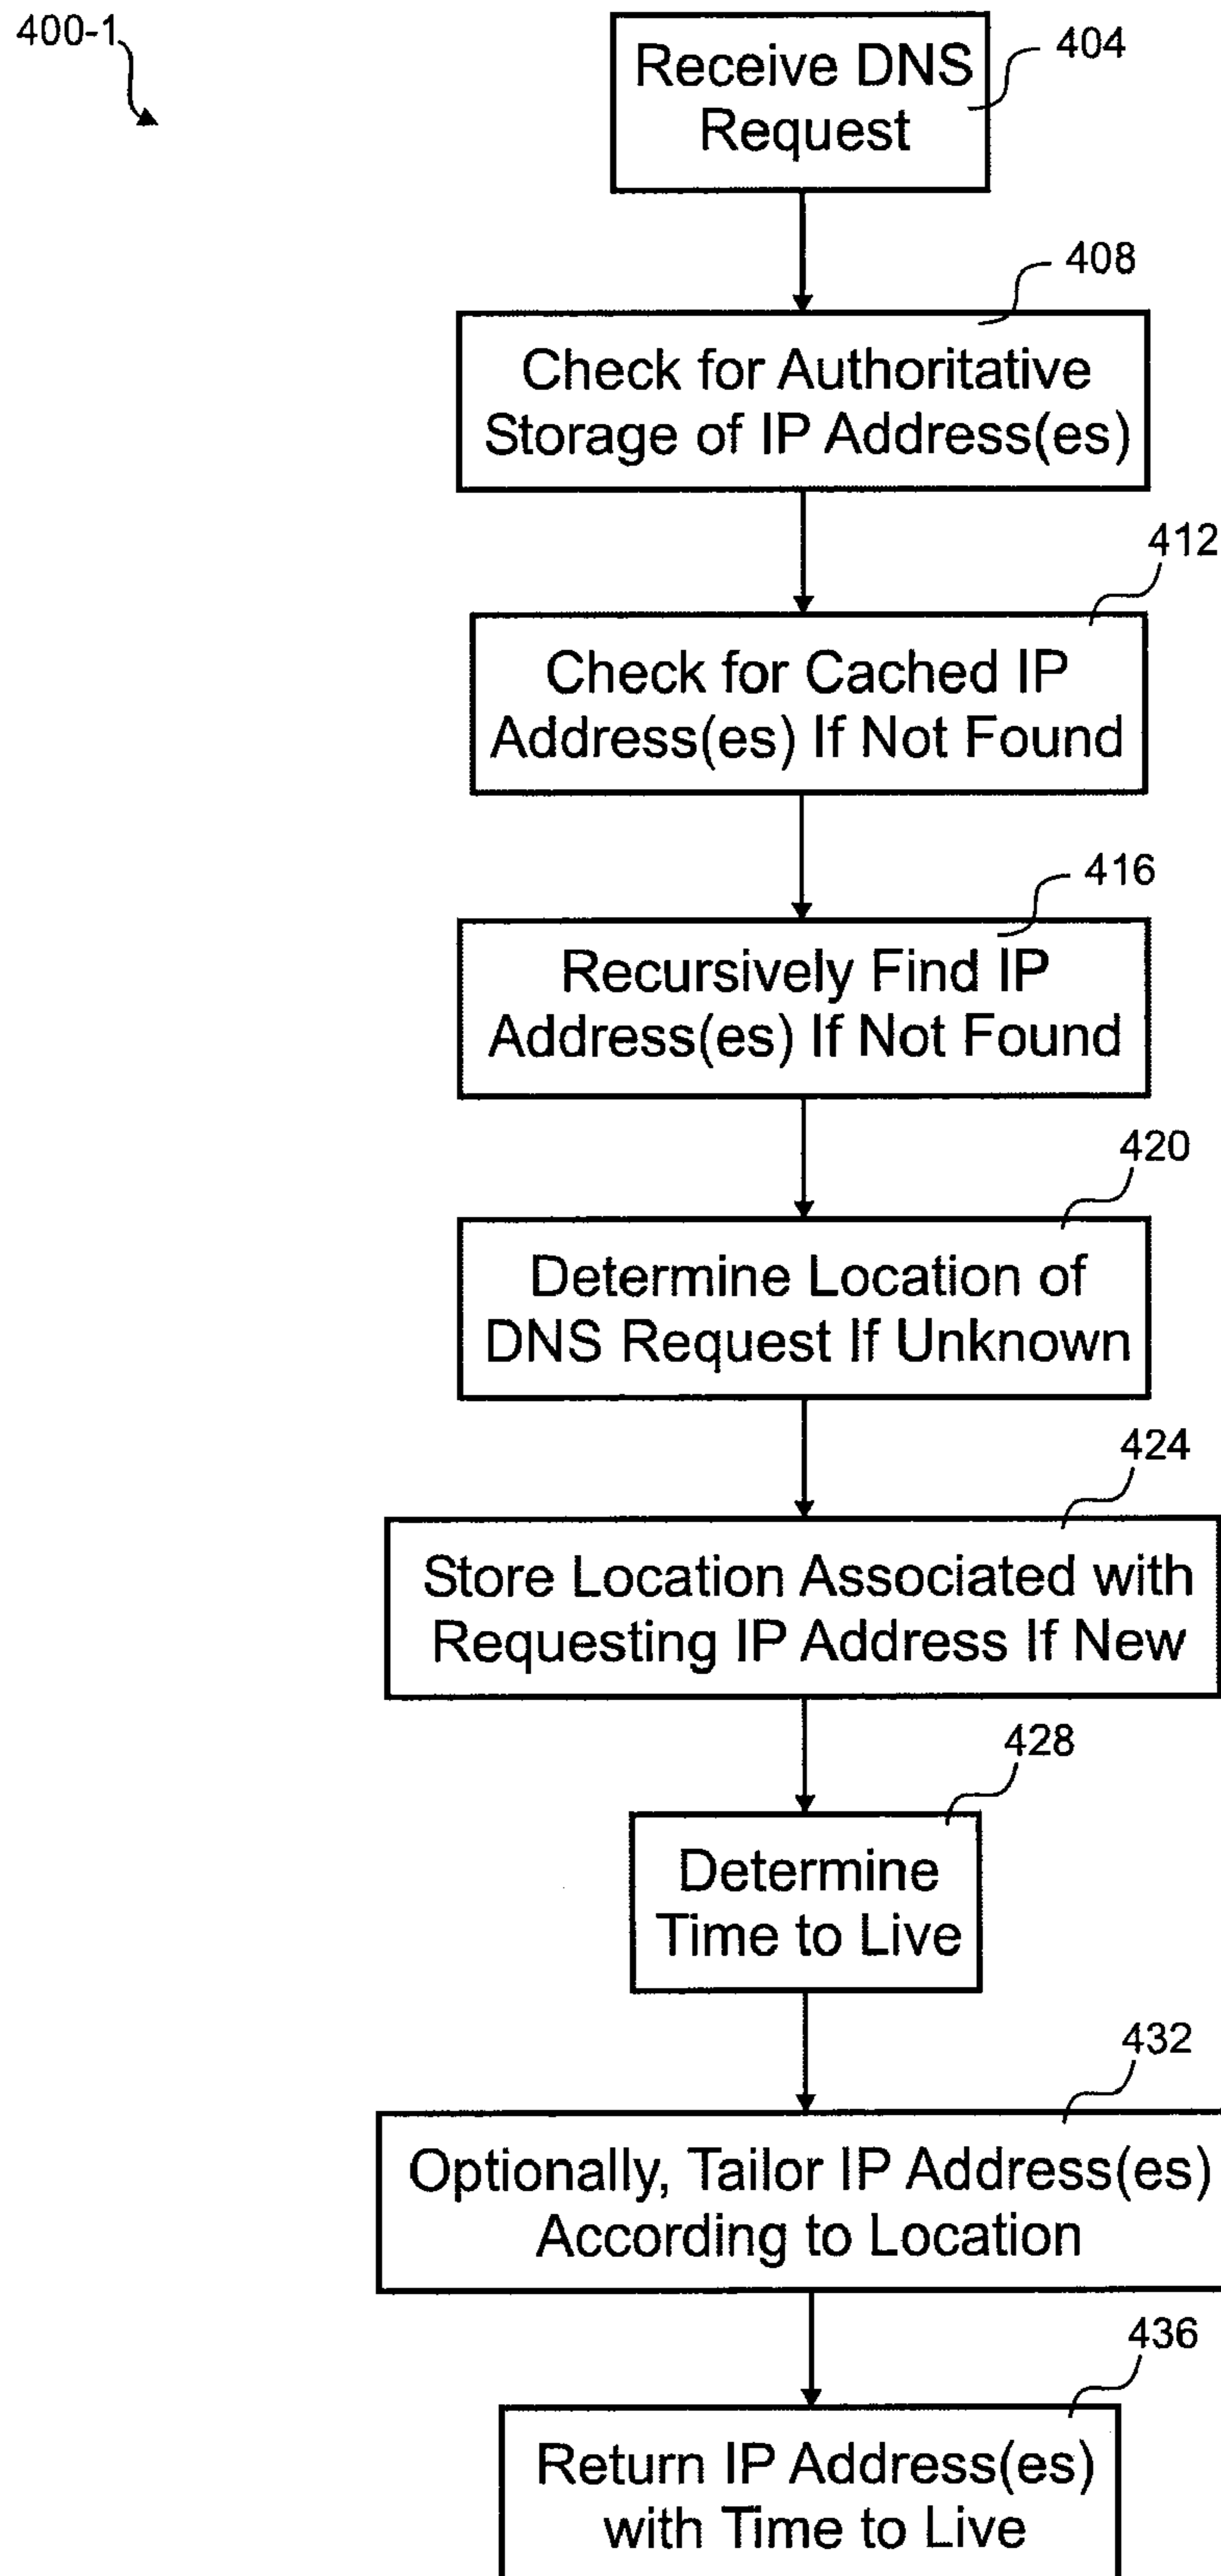 400-1
404
Receive DNS
Request
408
Check for Authoritative
Storage of IP Address(es)
412
Check for Cached IP
Address(es) If Not Found
416
Recursively Find IP
Address(es) If Not Found
420
Determine Location of
DNS Request If Unknown
424
Store Location Associated with
Requesting IP Address If New
428
Determine
Time to Live
432
Optionally, Tailor IP Address(es)
According to Location
436
Return IP Address(es)
with Time to Live